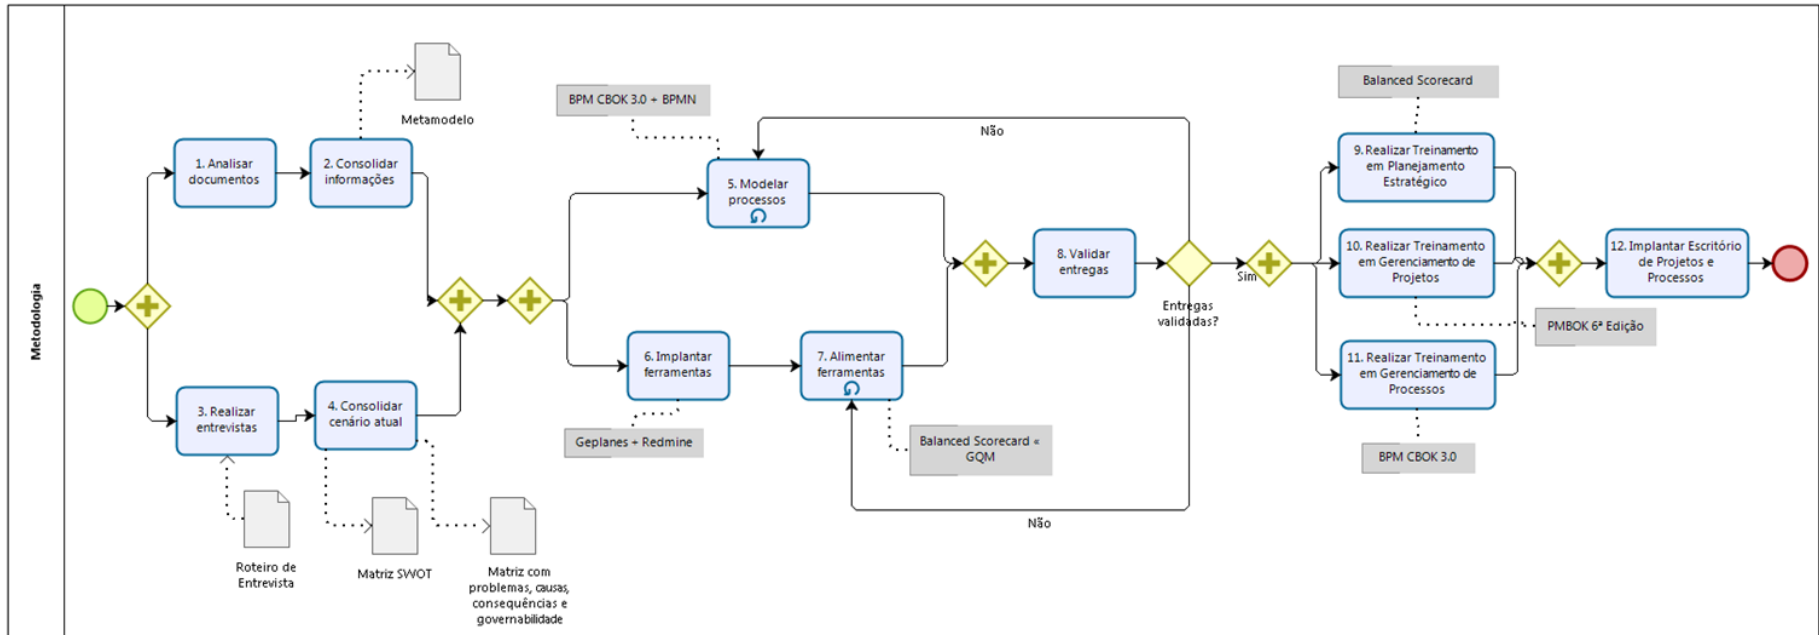 Metodologia
Metamodelo
1. Analisar
documentos
2. Consolidar
informações
3. Realizar
entrevistas
4. Consolidar
cenário atual
Roteiro de
Entrevista
Matriz SWOT
Matriz com
problemas, causas,
consequências e
governabilidade
BPM CBOK 3.0 + BPMN
5. Modelar
processos
6. Implantar
ferramentas
7. Alimentar
ferramentas
Geplanes + Redmine
Balanced Scorecard «
GQM
Não
8. Validar
entregas
Entregas
validadas?
Sim
Não
Balanced Scorecard
9. Realizar Treinamento
em Planejamento
Estratégico
10. Realizar Treinamento
em Gerenciamento de
Projetos
PMBOK 6ª Edição
11. Realizar Treinamento
em Gerenciamento de
Processos
BPM CBOK 3.0
12. Implantar Escritório
de Projetos e
Processos